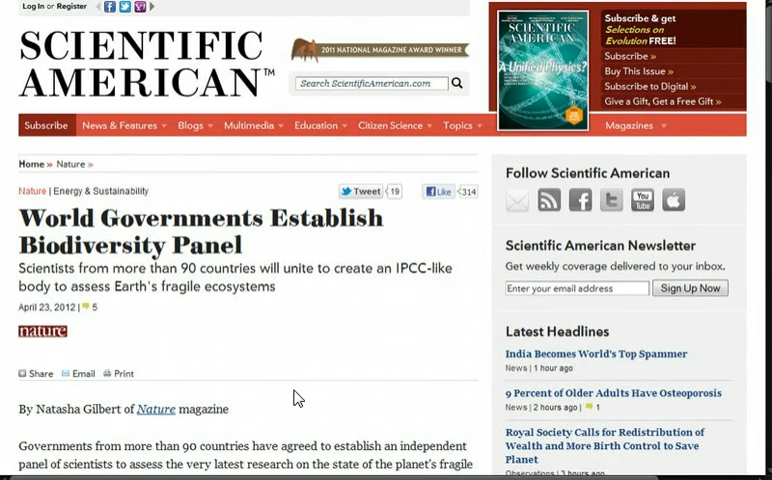 Log In or Register
SCIENTIFIC
AMERICAN™
2011 NATIONAL MAGAZINE AWARD WINNER
Search ScientificAmerican.com
SCIENTIFIC
AMERICAN
A Unified Physics?
Subscribe & get
Selections on
Evolution FREE!
Subscribe »
Buy This Issue »
Subscribe to Digital »
Give a Gift, Get a Free Gift »
Subscribe News & Features Blogs Multimedia Education Citizen Science Topics Magazines
Home » Nature »
Nature | Energy & Sustainability
Tweet 19 Like 314
World Governments Establish
Biodiversity Panel
Scientists from more than 90 countries will unite to create an IPCC-like
body to assess Earth's fragile ecosystems
April 23, 2012 | 5
nature
Share Email Print
By Natasha Gilbert of Nature magazine
Governments from more than 90 countries have agreed to establish an independent
panel of scientists to assess the very latest research on the state of the planet's fragile
Follow Scientific American
You
Tube
Scientific American Newsletter
Get weekly coverage delivered to your inbox.
Enter your email address Sign Up Now
Latest Headlines
India Becomes World's Top Spammer
News | 1 hour ago
9 Percent of Older Adults Have Osteoporosis
News | 2 hours ago | 1
Royal Society Calls for Redistribution of
Wealth and More Birth Control to Save
Planet
Observations | 3 hours ago